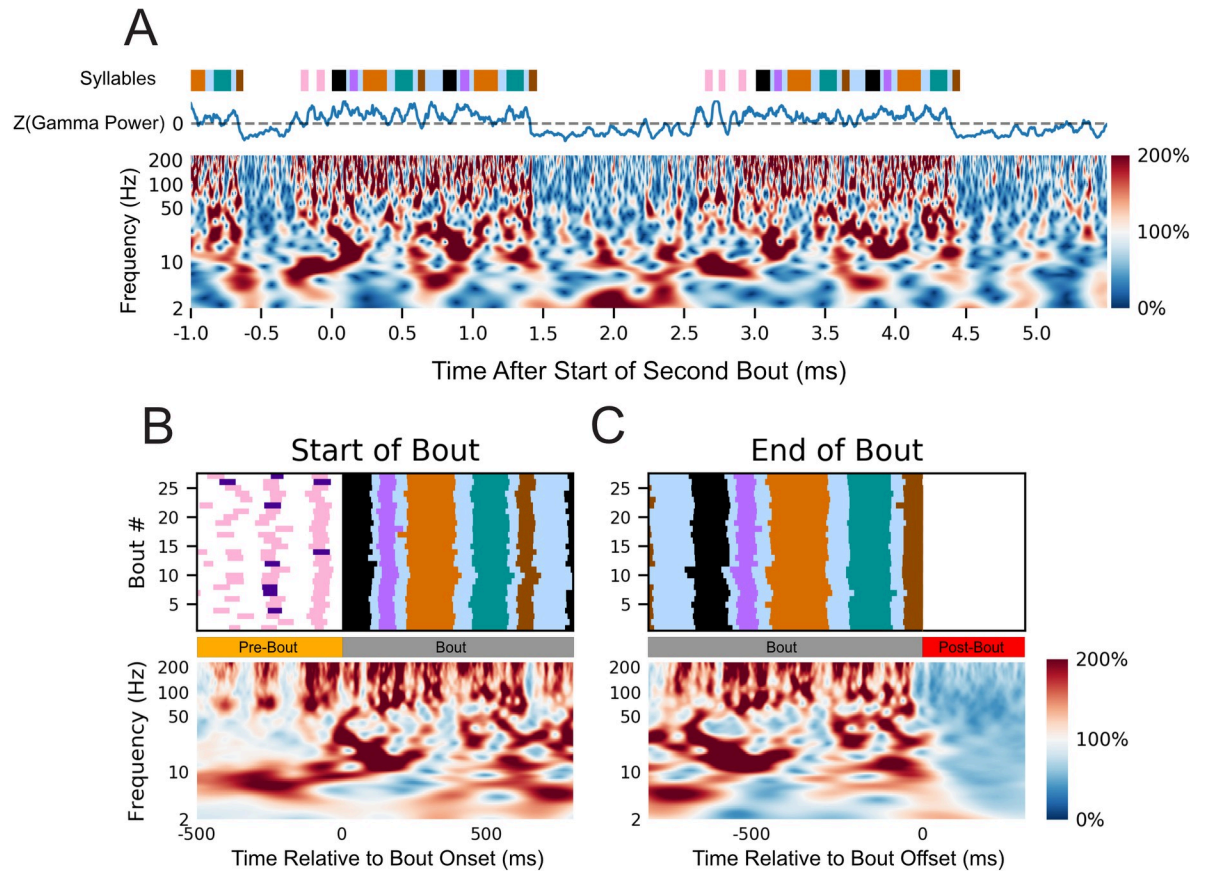 A
Syllables
Z(Gamma Power) 0
Frequency (Hz)
200
100
50
10
2
200%
100%
0%
-1.0 -0.5 0.0 0.5 1.0 1.5 2.0 2.5 3.0 3.5 4.0 4.5 5.0
Time After Start of Second Bout (ms)
B
Start of Bout
Bout #
25
20
15
10
5
Pre-Bout Bout
Frequency (Hz)
200
100
50
10
2
-500 0 500
Time Relative to Bout Onset (ms)
C
End of Bout
25
20
15
10
5
Bout Post-Bout
200
100
50
10
2
-500 0
Time Relative to Bout Offset (ms)
200%
100%
0%